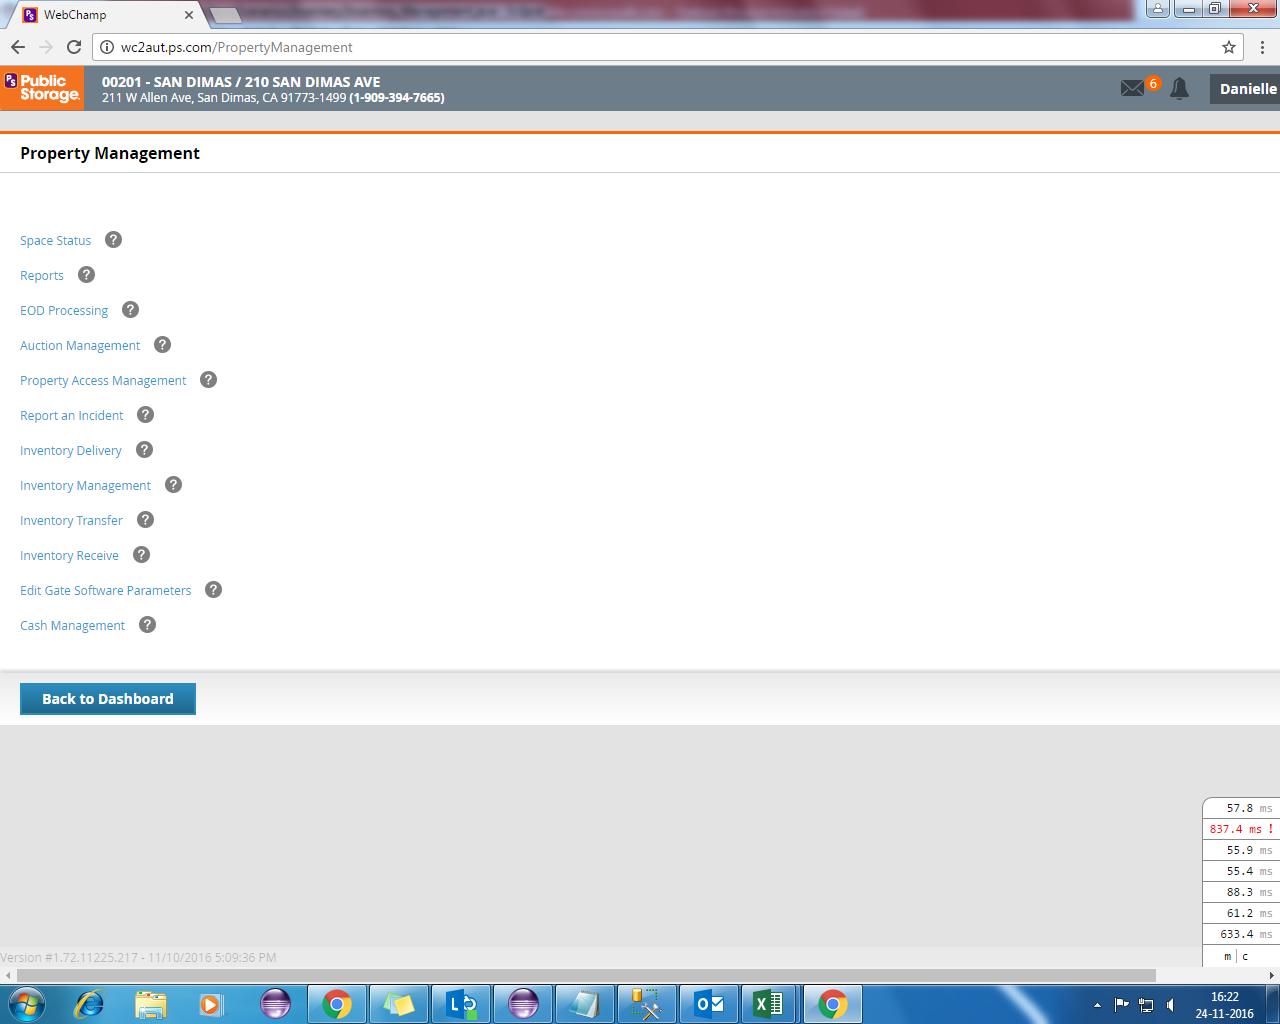 WebChamp
wc2aut.ps.com/PropertyManagement
PS Public Storage.
00201 - SAN DIMAS / 210 SAN DIMAS AVE
211 W Allen Ave, San Dimas, CA 91773-1499 (1-909-394-7665)
6
Danielle
Property Management
Space Status ?
Reports ?
EOD Processing ?
Auction Management ?
Property Access Management ?
Report an Incident ?
Inventory Delivery ?
Inventory Management ?
Inventory Transfer ?
Inventory Receive ?
Edit Gate Software Parameters ?
Cash Management ?
Back to Dashboard
57.8 ms
837.4 ms !
55.9 ms
55.4 ms
88.3 ms
61.2 ms
633.4 ms
m | c
Version #1.72.11225.217 - 11/10/2016 5:09:36 PM
16:22
24-11-2016